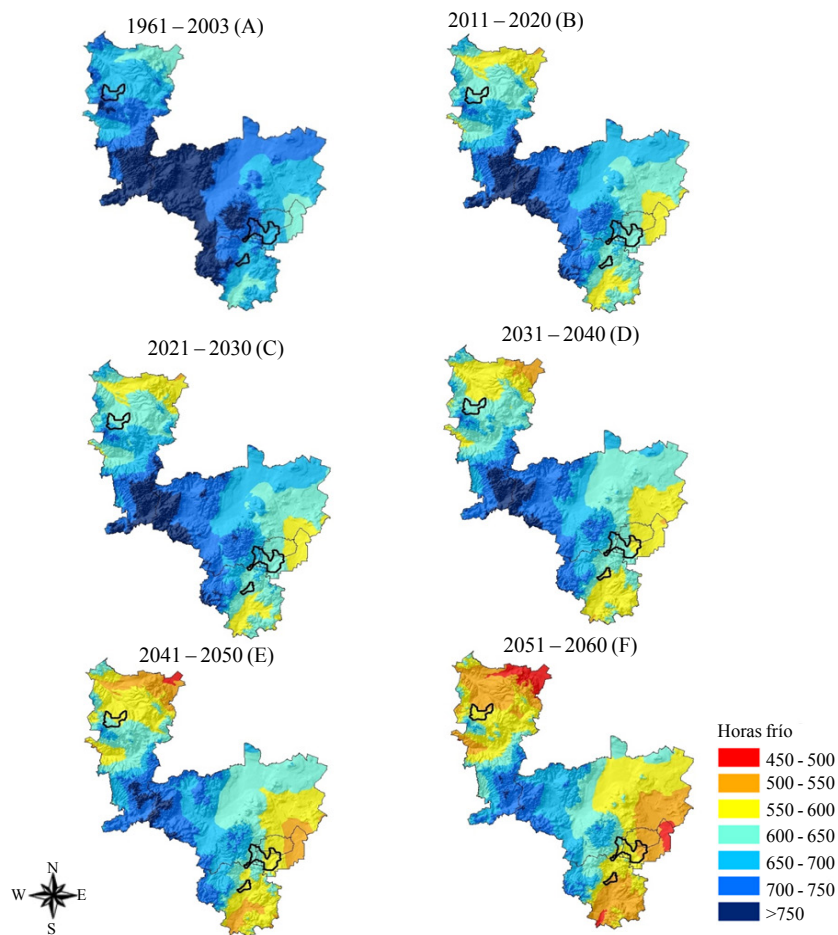 1961 – 2003 (A)
2011 – 2020 (B)
2021 – 2030 (C)
2031 – 2040 (D)
2041 – 2050 (E)
2051 – 2060 (F)
Horas frío
450 - 500
500 - 550
550 - 600
600 - 650
650 - 700
700 - 750
>750
N
W
E
S